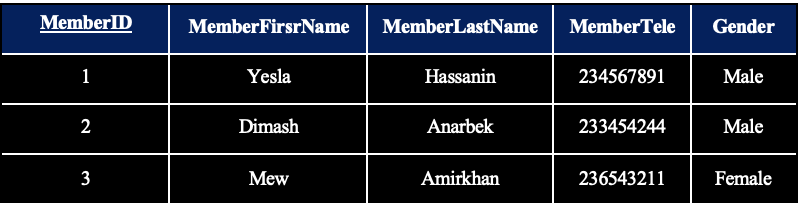 MemberID MemberFirsrName MemberLastName MemberTele Gender
1 Yesla Hassanin 234567891 Male
2 Dimash Anarbek 233454244 Male
3 Mew Amirkhan 236543211 Female